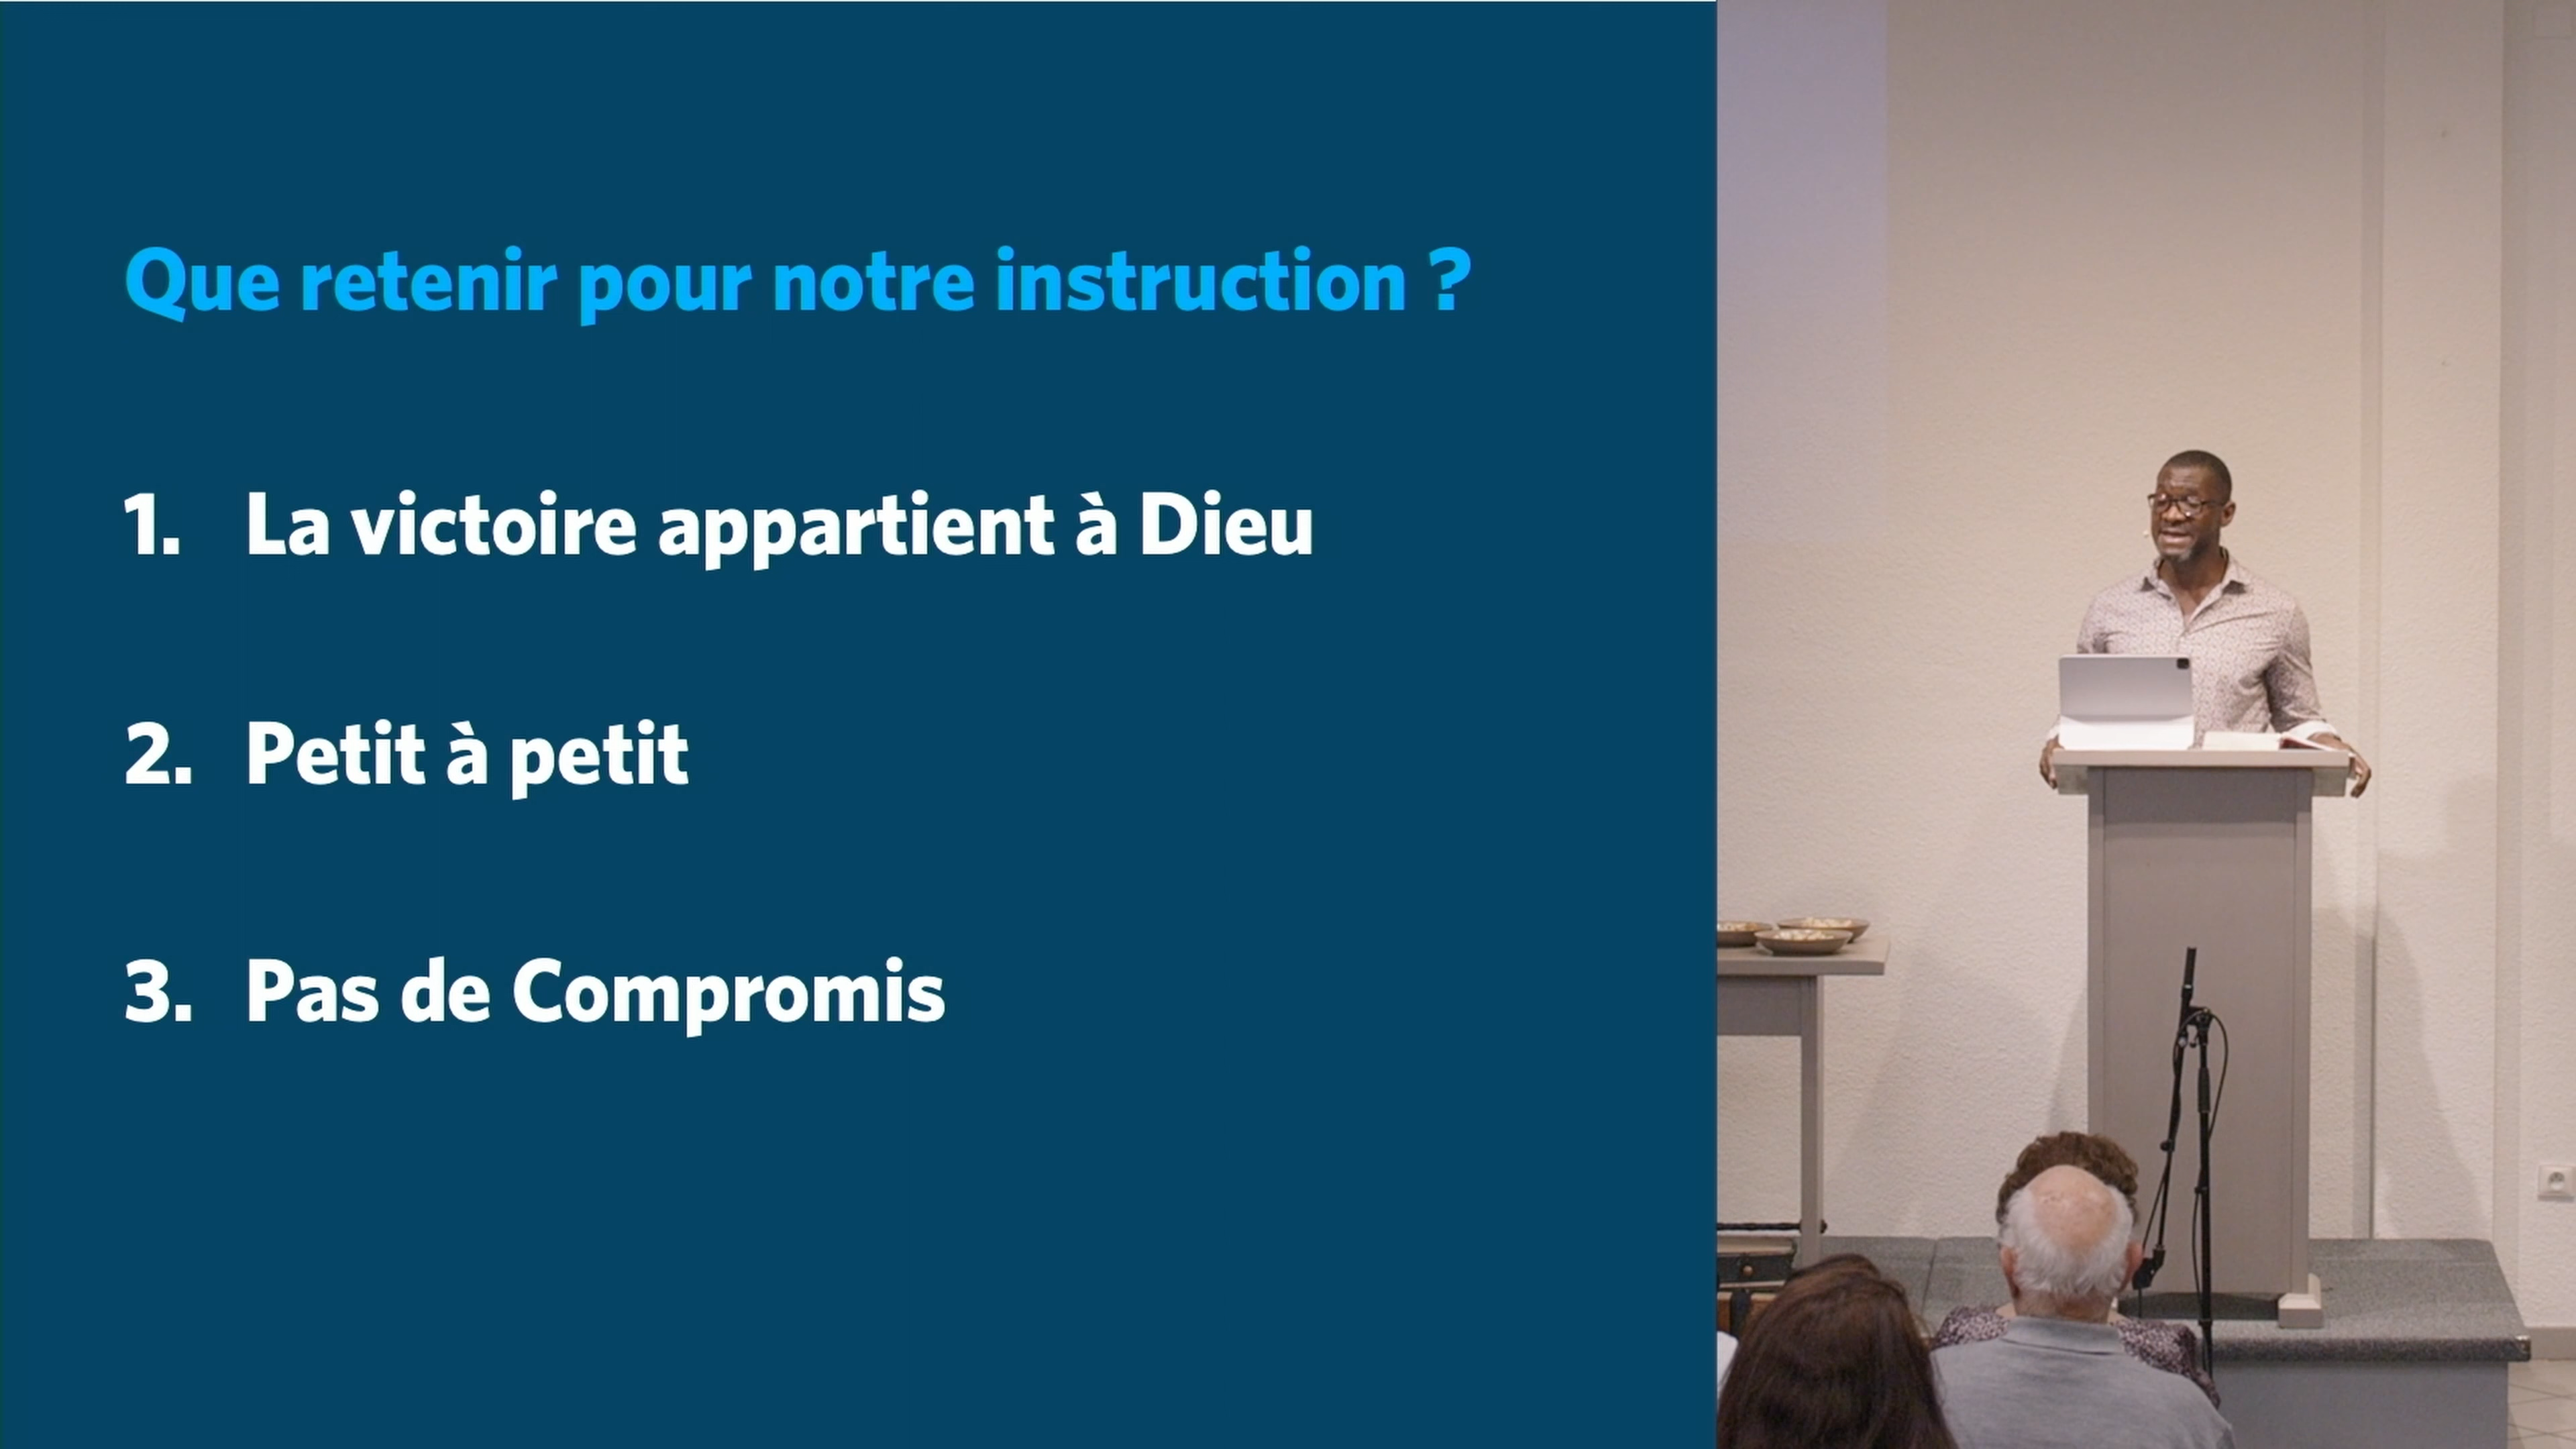 Que retenir pour notre instruction ?
1. La victoire appartient à Dieu
2. Petit à petit
3. Pas de Compromis